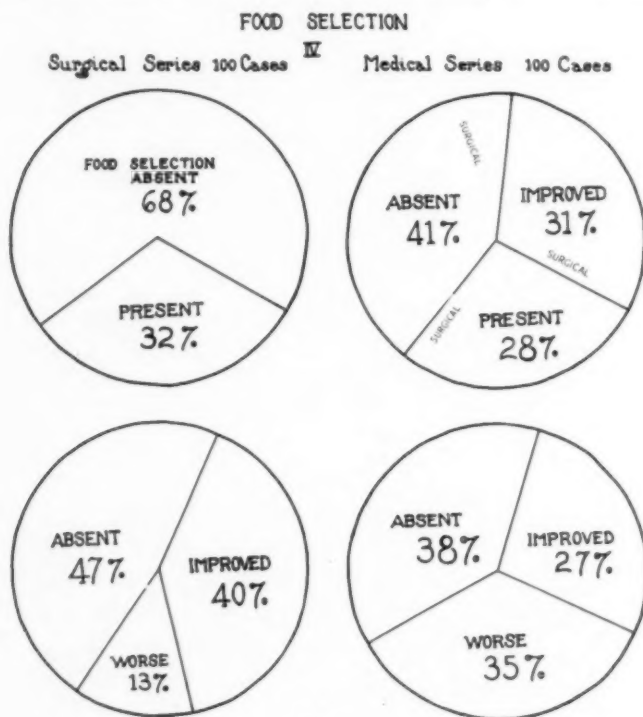 FOOD SELECTION
IV
Surgical Series 100 Cases
Medical Series 100 Cases
FOOD SELECTION
ABSENT
68%
PRESENT
32%
SURGICAL
ABSENT
41%
IMPROVED
31%
SURGICAL
SURGICAL
PRESENT
28%
ABSENT
47%
IMPROVED
40%
WORSE
13%
ABSENT
38%
IMPROVED
27%
WORSE
35%